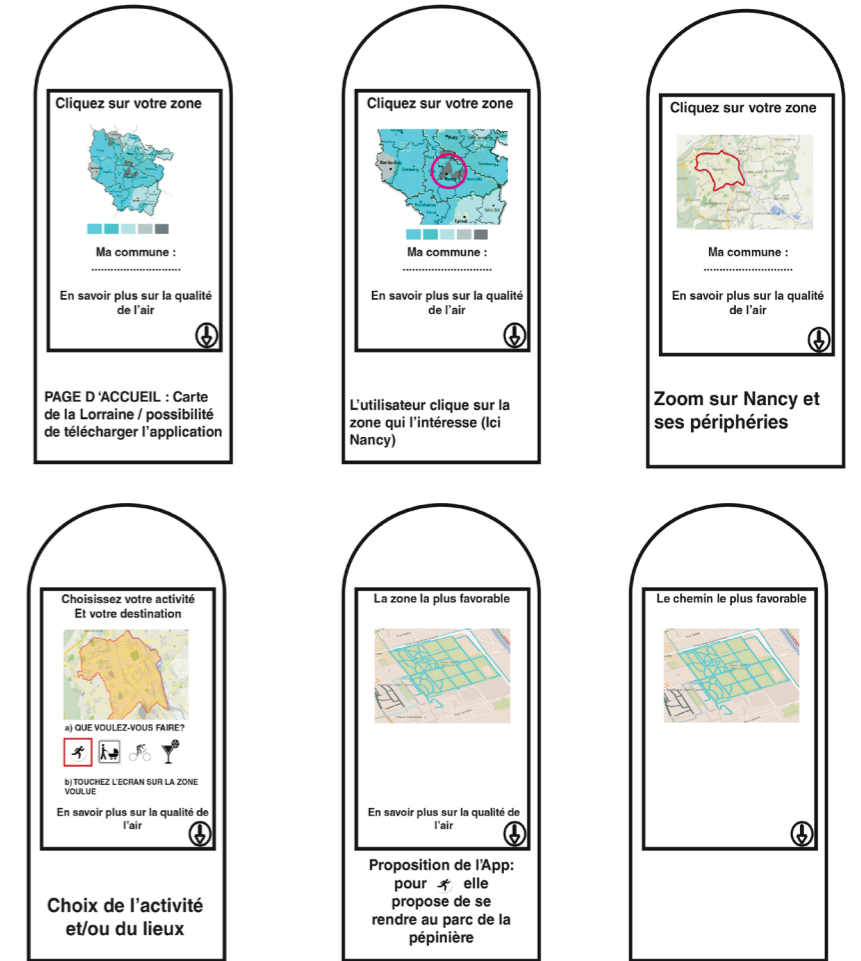 Cliquez sur votre zone
Ma commune :
..............................
En savoir plus sur la qualité
de l'air
PAGE D 'ACCUEIL : Carte
de la Lorraine / possibilité
de télécharger l'application
Cliquez sur votre zone
Ma commune :
..............................
En savoir plus sur la qualité
de l'air
L'utilisateur clique sur la
zone qui l'intéresse (Ici
Nancy)
Cliquez sur votre zone
Ma commune :
..............................
En savoir plus sur la qualité
de l'air
Zoom sur Nancy et
ses périphéries
Choisissez votre activité
Et votre destination
a) QUE VOULEZ-VOUS FAIRE?
b) TOUCHEZ L'ECRAN SUR LA ZONE
VOULUE
En savoir plus sur la qualité de
l'air
Choix de l'activité
et/ou du lieux
La zone la plus favorable
En savoir plus sur la qualité de
l'air
Proposition de l'App:
pour elle
propose de se
rendre au parc de la
pépinière
Le chemin le plus favorable